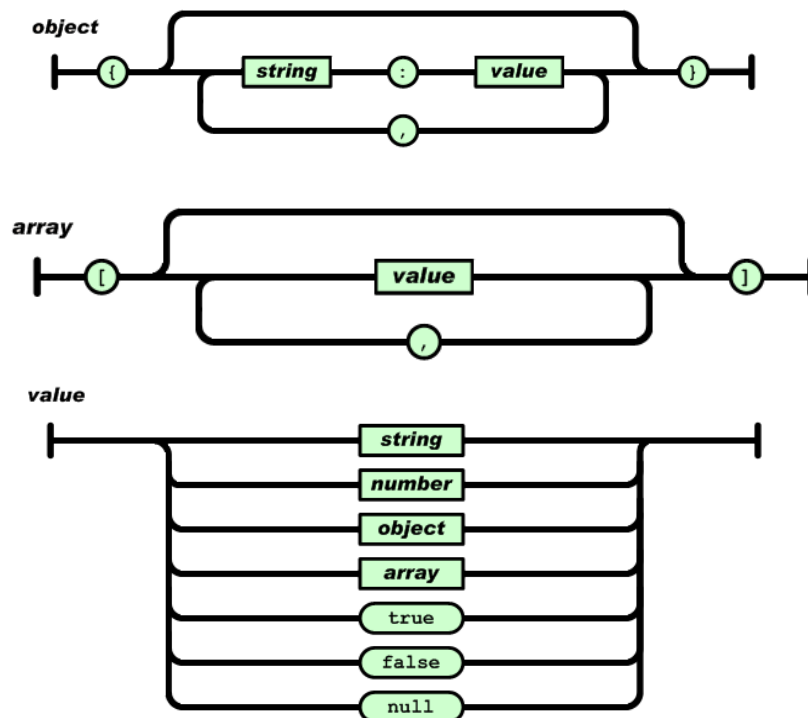 object
{ string : value }
,
array
[ value ]
,
value
string
number
object
array
true
false
null